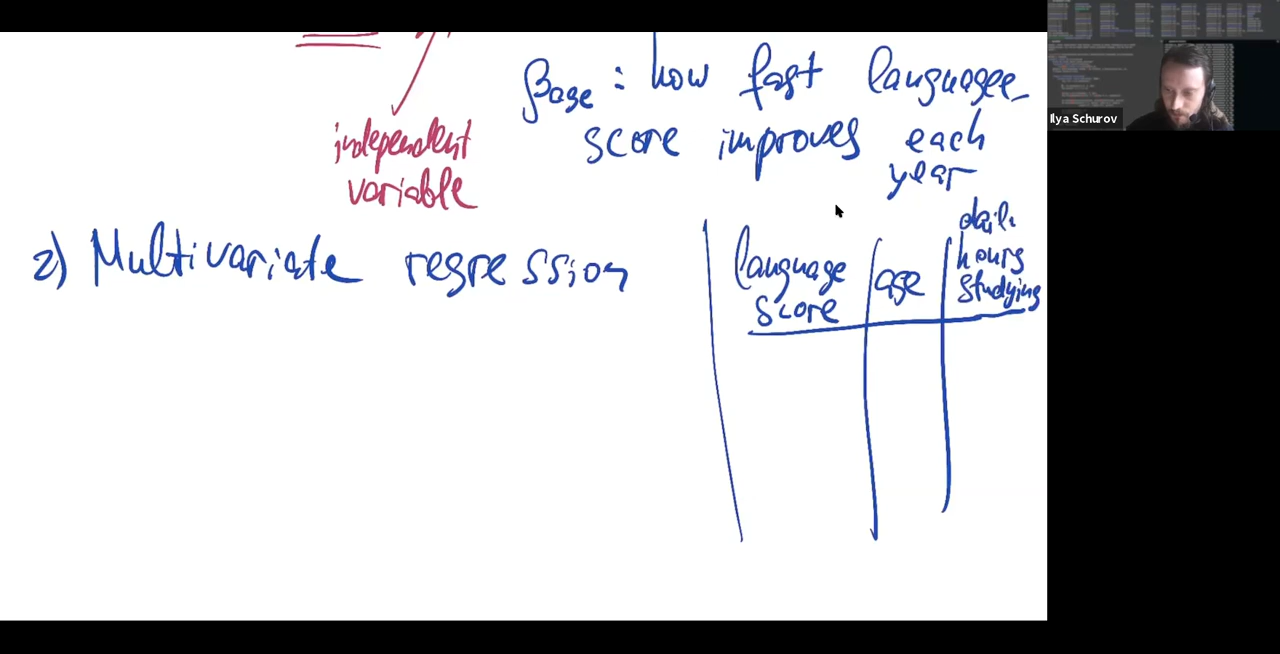 βage : how fast languagee
score improves each
year
independent
variable
2) Multivariate regression
language
score
age
daily
hours
studying
Ilya Schurov